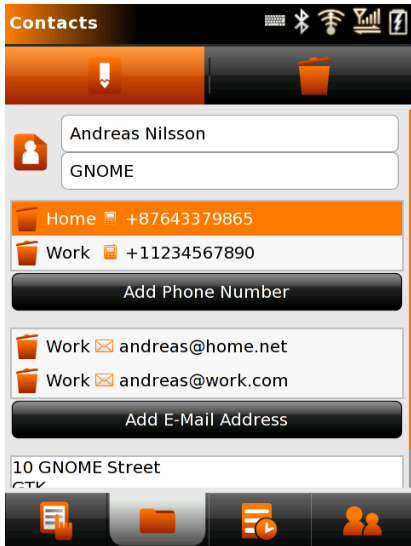 Contacts
Andreas Nilsson
GNOME
Home +87643379865
Work +11234567890
Add Phone Number
Work andreas@home.net
Work andreas@work.com
Add E-Mail Address
10 GNOME Street
GTK